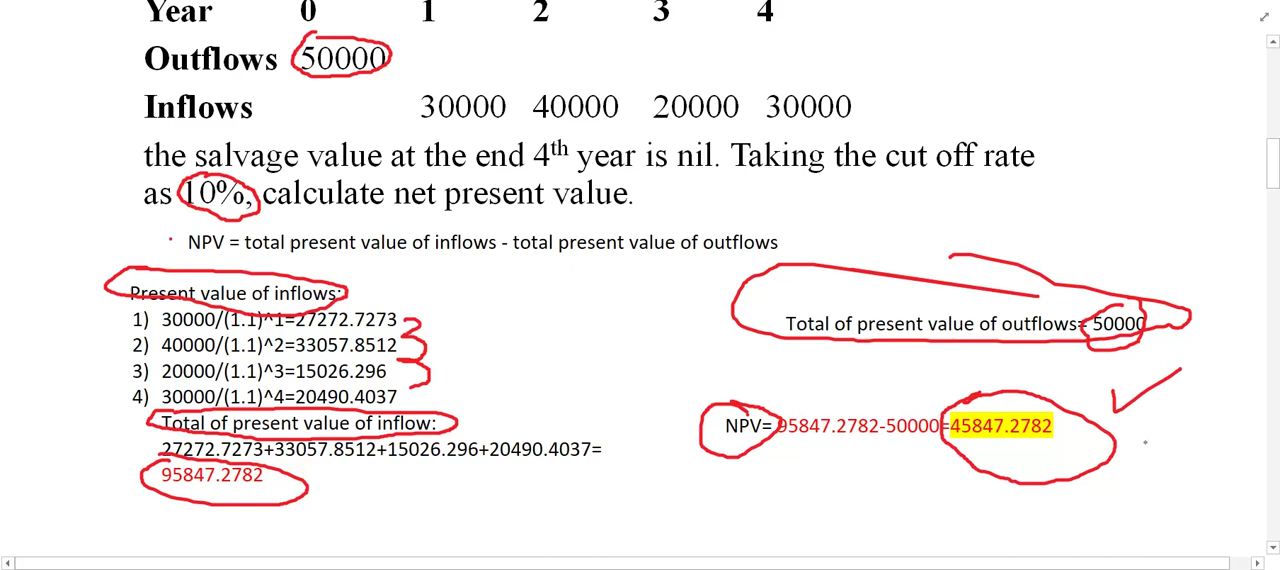 Year 0 1 2 3 4
Outflows 50000
Inflows 30000 40000 20000 30000
the salvage value at the end 4th year is nil. Taking the cut off rate
as 10%, calculate net present value.
NPV = total present value of inflows - total present value of outflows
Present value of inflows:
1) 30000/(1.1)^1=27272.7273
2) 40000/(1.1)^2=33057.8512
3) 20000/(1.1)^3=15026.296
4) 30000/(1.1)^4=20490.4037
Total of present value of inflow:
27272.7273+33057.8512+15026.296+20490.4037=
95847.2782
Total of present value of outflows= 50000
NPV= 95847.2782-50000=45847.2782